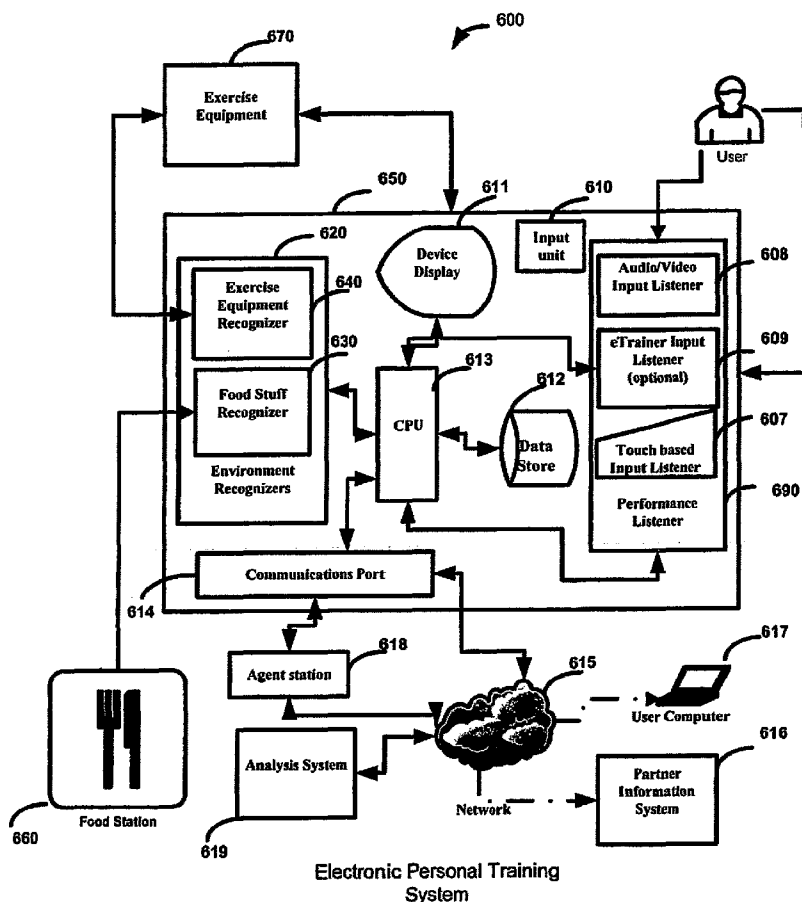 600
670
Exercise
Equipment
User
650
611
610
620
Device
Display
Input
unit
Audio/Video
Input Listener
608
Exercise
Equipment
Recognizer
640
eTrainer Input
Listener
(optional)
609
630
613
612
Food Stuff
Recognizer
CPU
Data
Store
607
Touch based
Input Listener
Environment
Recognizers
690
Performance
Listener
Communications Port
614
618
617
Agent station
615
User Computer
616
Analysis System
Partner
Information
System
Network
660
Food Station
619
Electronic Personal Training
System